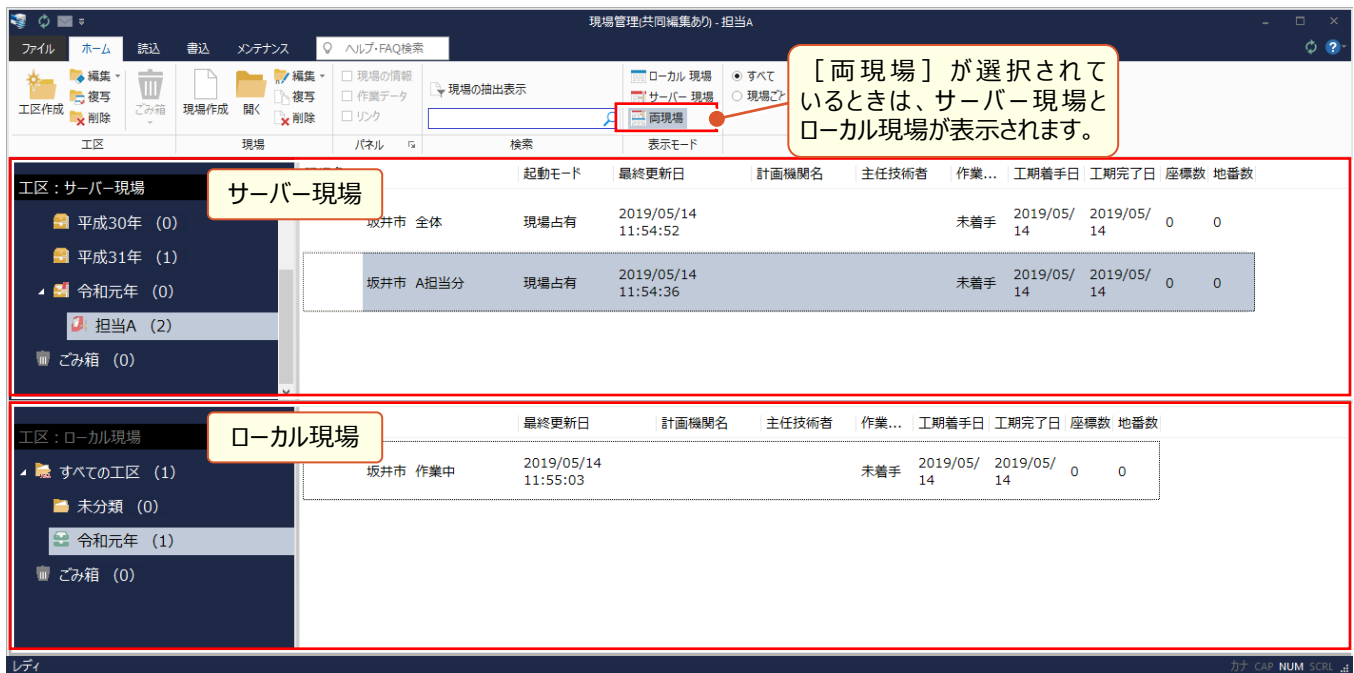 現場管理(共同編集あり) - 担当A
ファイル ホーム 読込 書込 メンテナンス ヘルプ・FAQ検索
工区作成 編集 複写 削除 ごみ箱
工区
現場作成 開く 編集 複写 削除
現場
現場の情報
作業データ
リンク
パネル
現場の抽出表示
検索
ローカル 現場
サーバー 現場
両現場
表示モード
すべて
現場ごと
[両現場] が選択されて
いるときは、サーバー現場と
ローカル現場が表示されます。
工区:サーバー現場
平成30年 (0)
平成31年 (1)
令和元年 (0)
担当A (2)
ごみ箱 (0)
サーバー現場
起動モード 最終更新日 計画機関名 主任技術者 作業... 工期着手日 工期完了日 座標数 地番数
坂井市 全体 現場占有 2019/05/14 11:54:52 未着手 2019/05/14 2019/05/14 0 0
坂井市 A担当分 現場占有 2019/05/14 11:54:36 未着手 2019/05/14 2019/05/14 0 0
工区:ローカル現場
すべての工区 (1)
未分類 (0)
令和元年 (1)
ごみ箱 (0)
ローカル現場
最終更新日 計画機関名 主任技術者 作業... 工期着手日 工期完了日 座標数 地番数
坂井市 作業中 2019/05/14 11:55:03 未着手 2019/05/14 2019/05/14 0 0
レディ
カナ CAP NUM SCRL